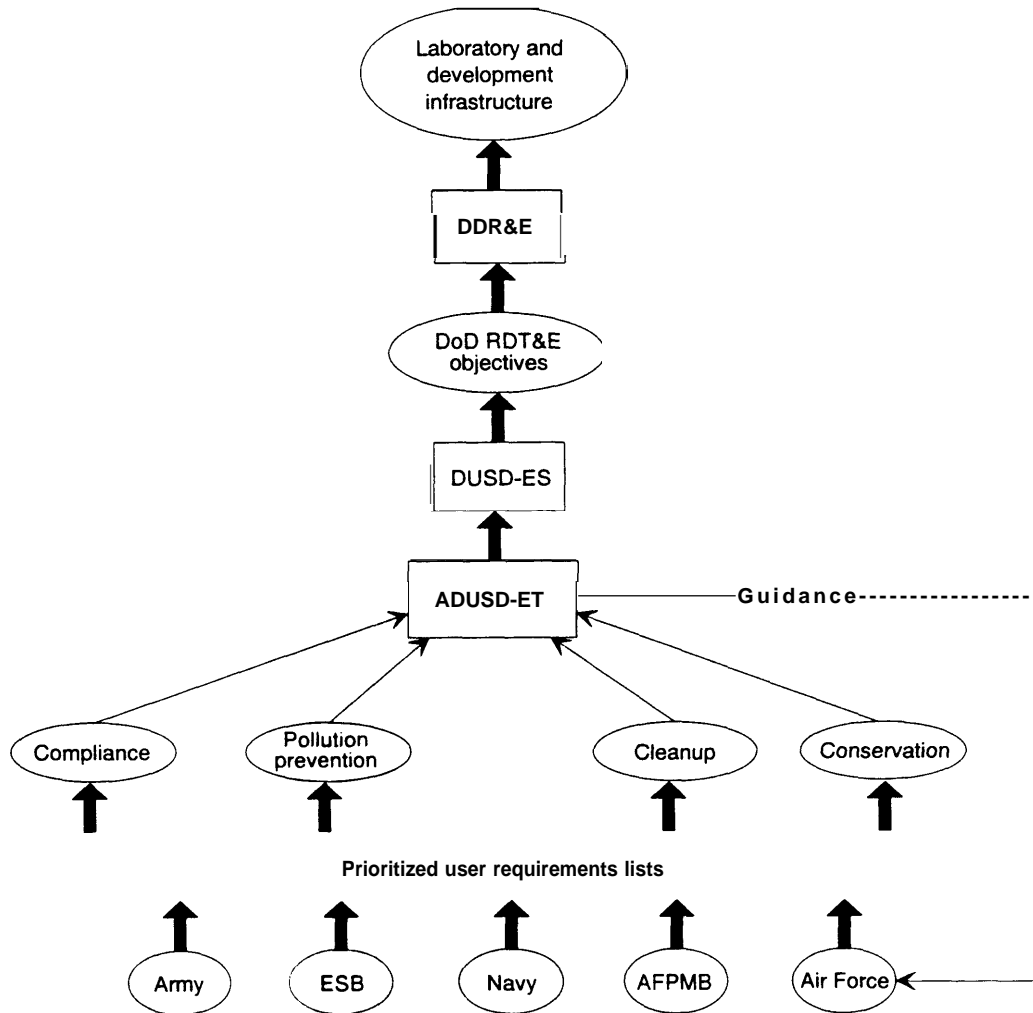 Laboratory and
development
infrastructure
DDR&E
DoD RDT&E
objectives
DUSD-ES
ADUSD-ET
Guidance
Compliance
Pollution
prevention
Cleanup
Conservation
Prioritized user requirements lists
Army
ESB
Navy
AFPMB
Air Force